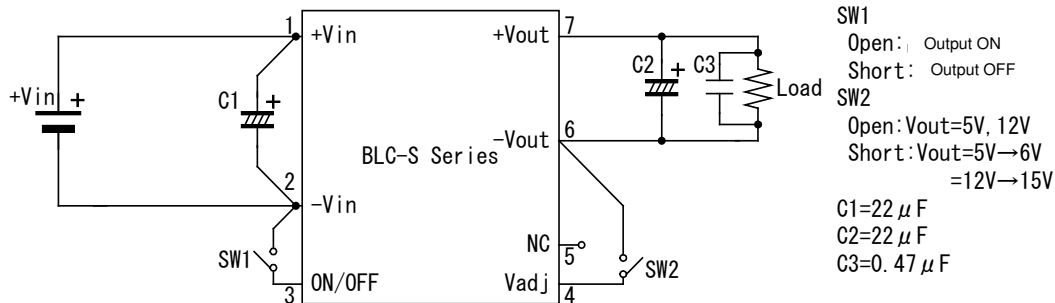 1
+Vin
+Vout
7
+Vin
+
C1
+
C2
+
C3
Load
-Vout
6
BLC-S Series
2
-Vin
NC
5
SW1
ON/OFF
3
Vadj
4
SW2
SW1
Open: Output ON
Short: Output OFF
SW2
Open:Vout=5V, 12V
Short:Vout=5V→6V
=12V→15V
C1=22μF
C2=22μF
C3=0.47μF